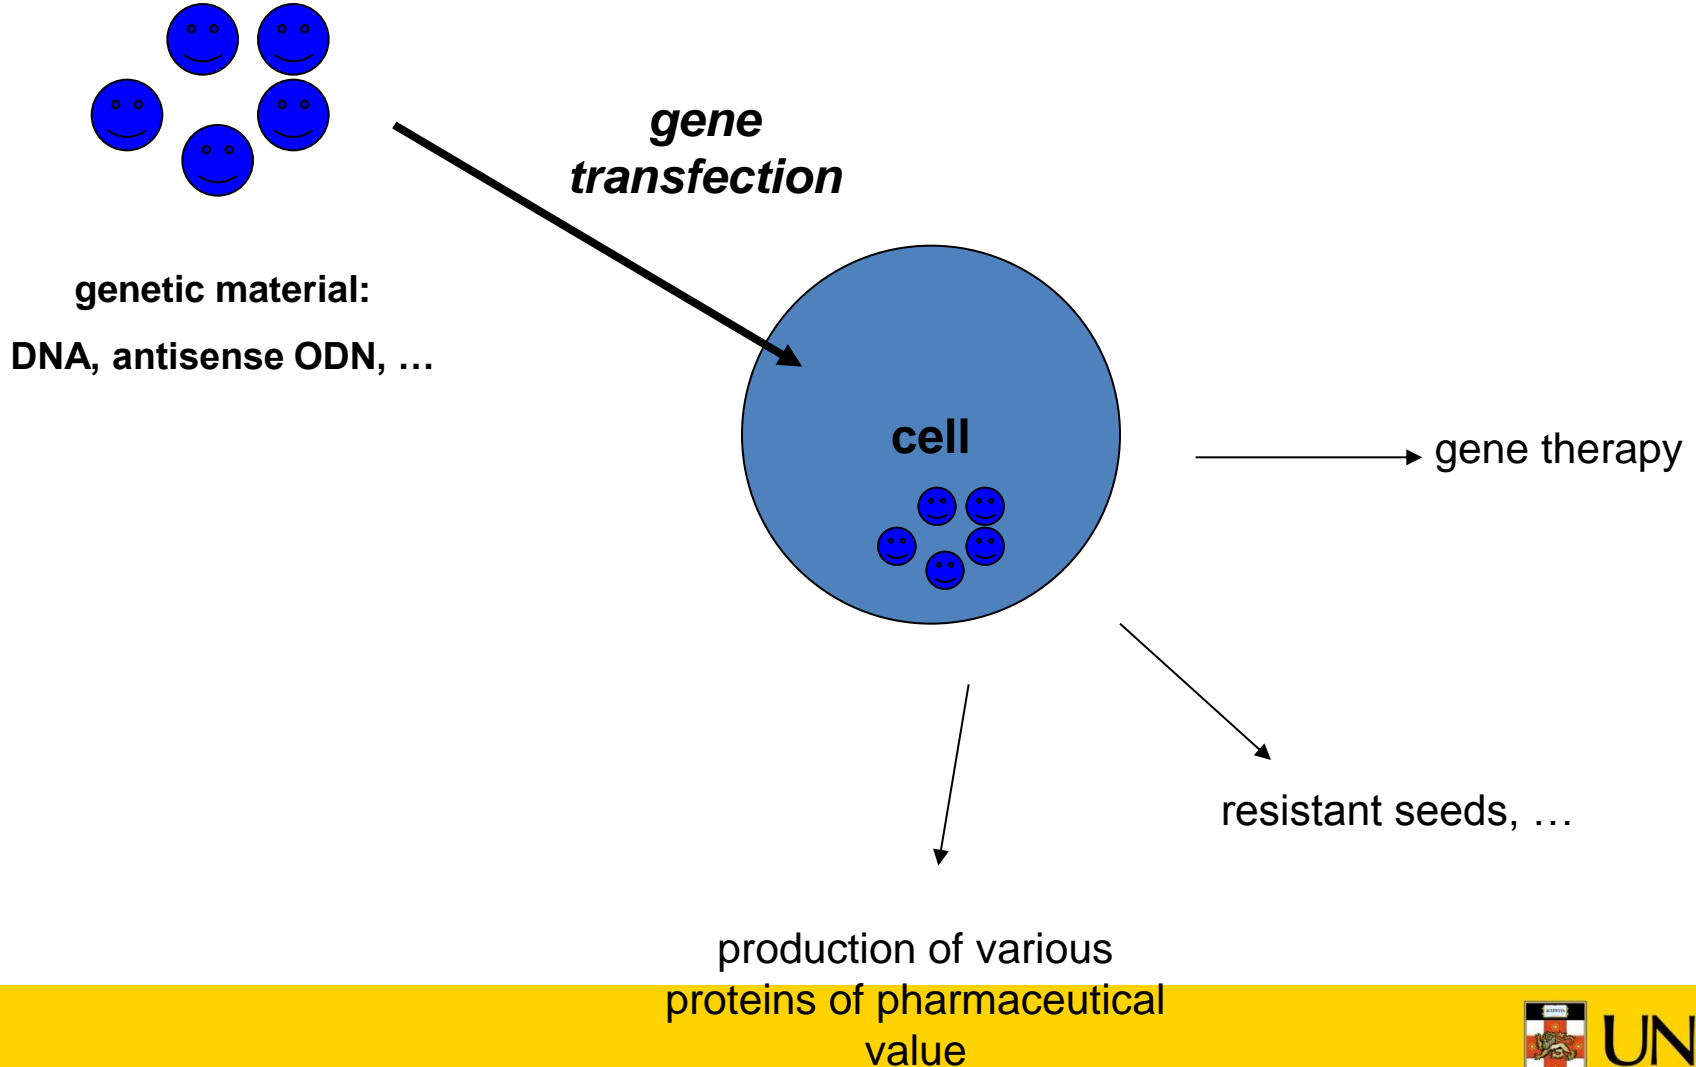 gene
transfection
genetic material:
DNA, antisense ODN, …
cell
gene therapy
resistant seeds, …
production of various
proteins of pharmaceutical
value
UN